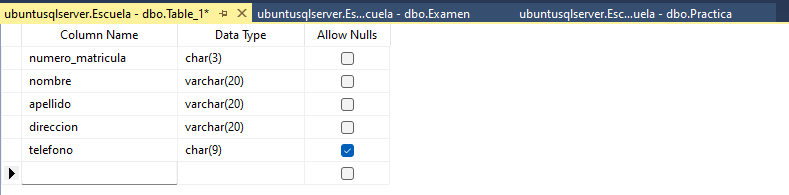 ubuntusqlserver.Escuela - dbo.Table_1* ubuntusqlserver.Es...cuela - dbo.Examen ubuntusqlserver.Esc...uela - dbo.Practica
Column Name Data Type Allow Nulls
numero_matricula char(3)
nombre varchar(20)
apellido varchar(20)
direccion varchar(20)
telefono char(9)